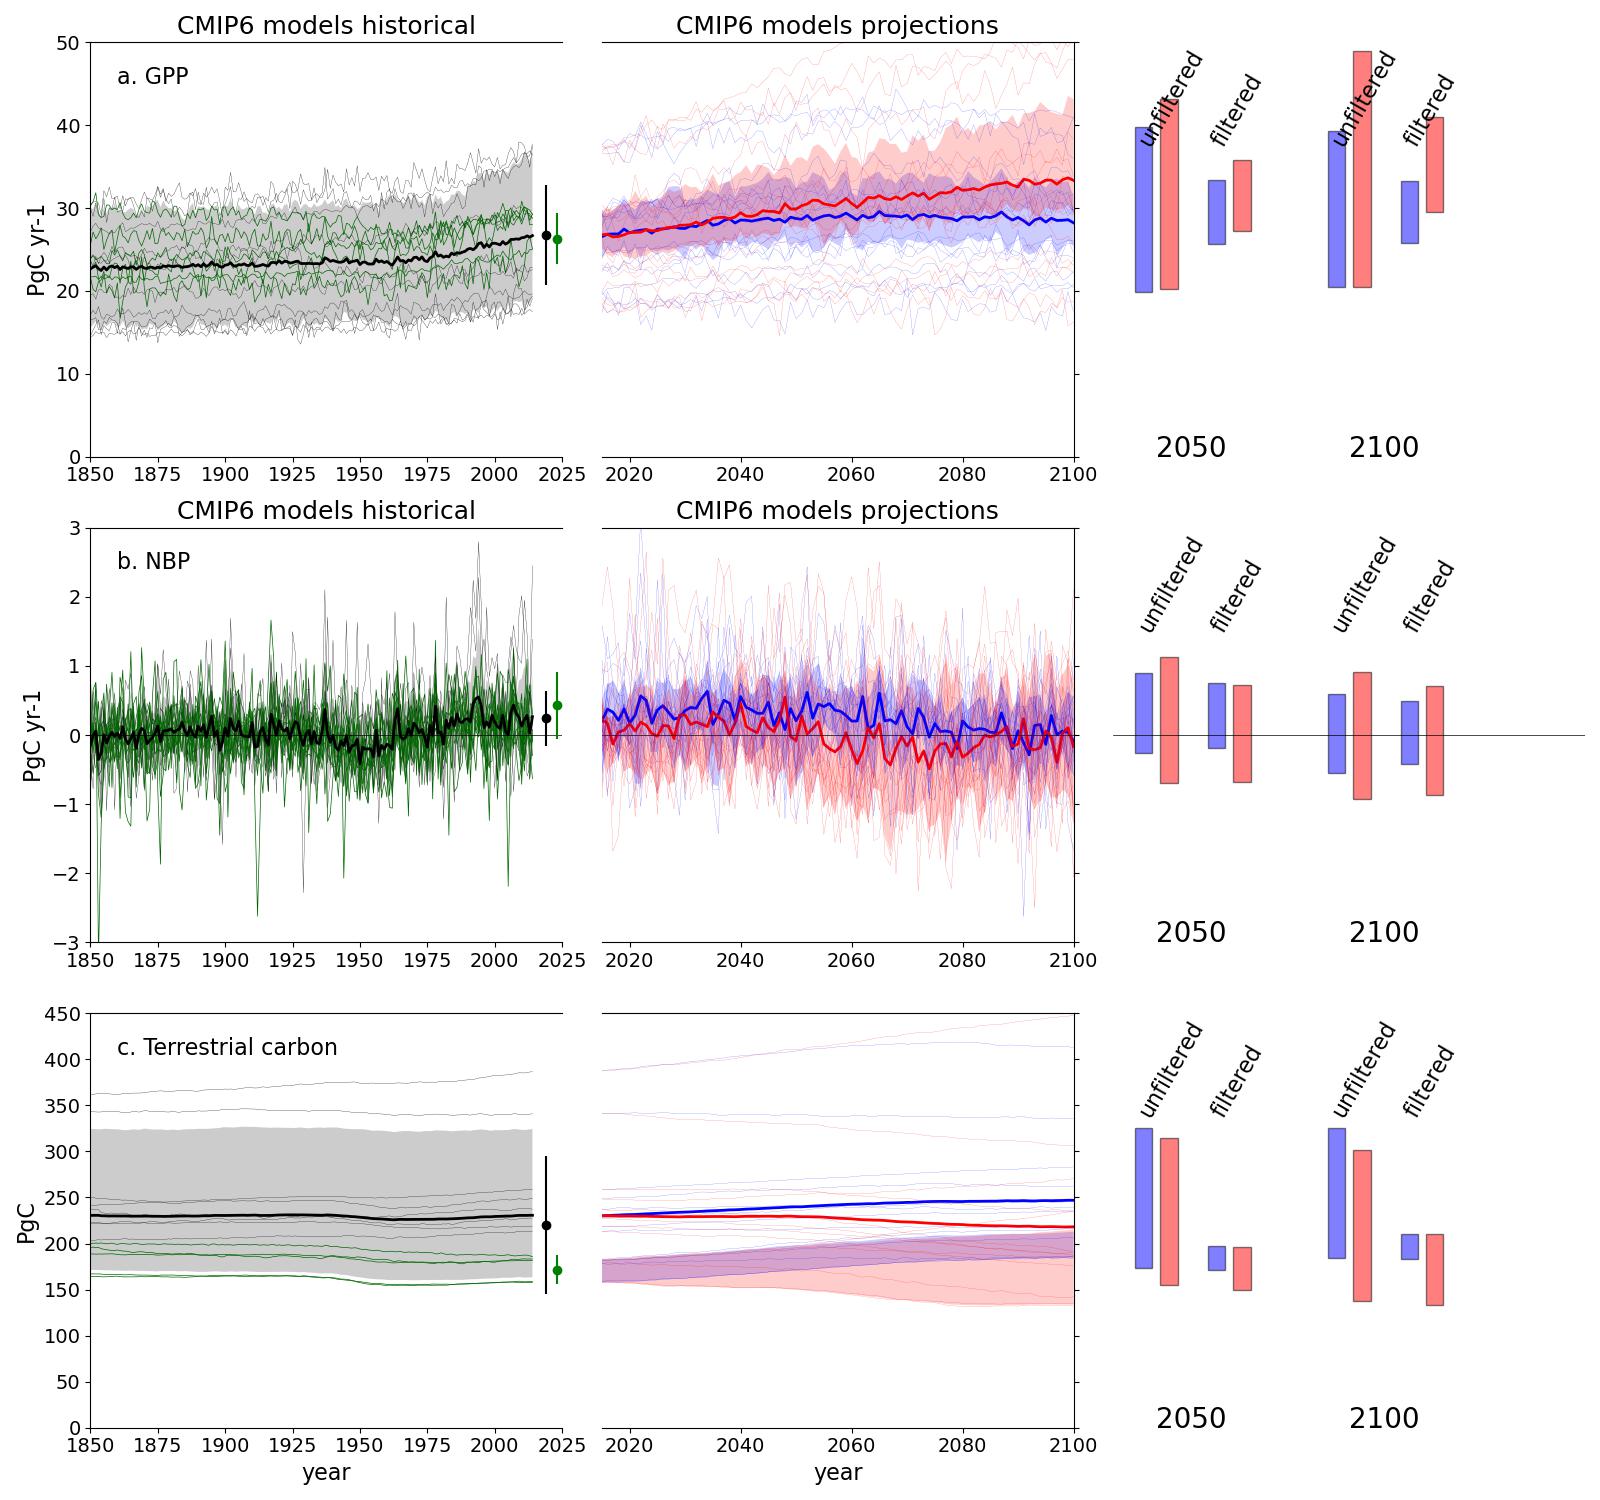 CMIP6 models historical
CMIP6 models projections
a. GPP
PgC yr-1
50
40
30
20
10
0
1850 1875 1900 1925 1950 1975 2000 2025
2020 2040 2060 2080 2100
unfiltered
filtered
unfiltered
filtered
2050
2100
CMIP6 models historical
CMIP6 models projections
b. NBP
PgC yr-1
3
2
1
0
−1
−2
−3
1850 1875 1900 1925 1950 1975 2000 2025
2020 2040 2060 2080 2100
unfiltered
filtered
unfiltered
filtered
2050
2100
c. Terrestrial carbon
PgC
450
400
350
300
250
200
150
100
50
0
1850 1875 1900 1925 1950 1975 2000 2025
year
2020 2040 2060 2080 2100
year
unfiltered
filtered
unfiltered
filtered
2050
2100